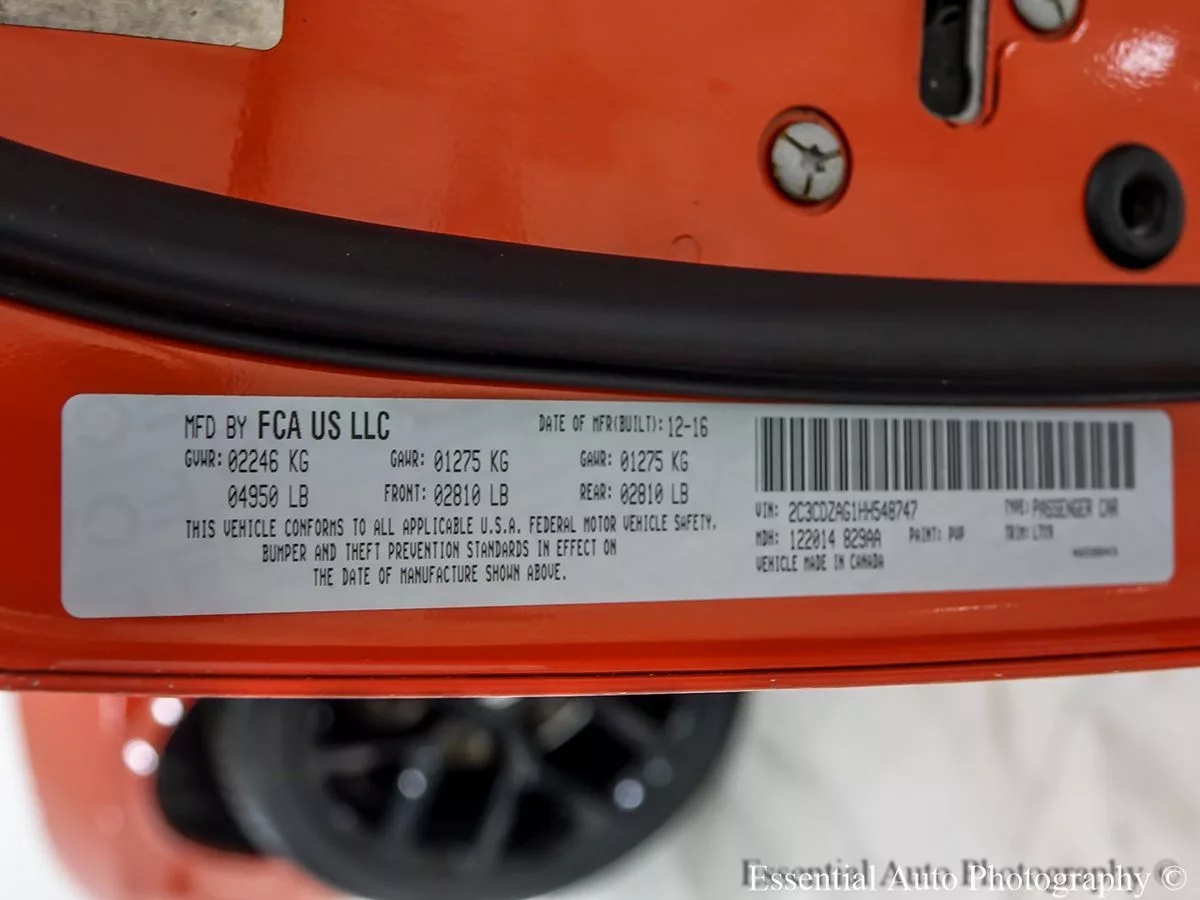 MFD BY FCA US LLC DATE OF MFR(BUILT): 12-16
GVWR: 02246 KG GAWR: 01275 KG GAWR: 01275 KG
04950 LB FRONT: 02810 LB REAR: 02810 LB
THIS VEHICLE CONFORMS TO ALL APPLICABLE U.S.A. FEDERAL MOTOR VEHICLE SAFETY,
BUMPER AND THEFT PREVENTION STANDARDS IN EFFECT ON
THE DATE OF MANUFACTURE SHOWN ABOVE.
VIN: 2C3CDZAG1HH548747 TYPE: PASSENGER CAR
MDH: 122014 829AA PAINT: PVP TRIM:
VEHICLE MADE IN CANADA
Essential Auto Photography ©